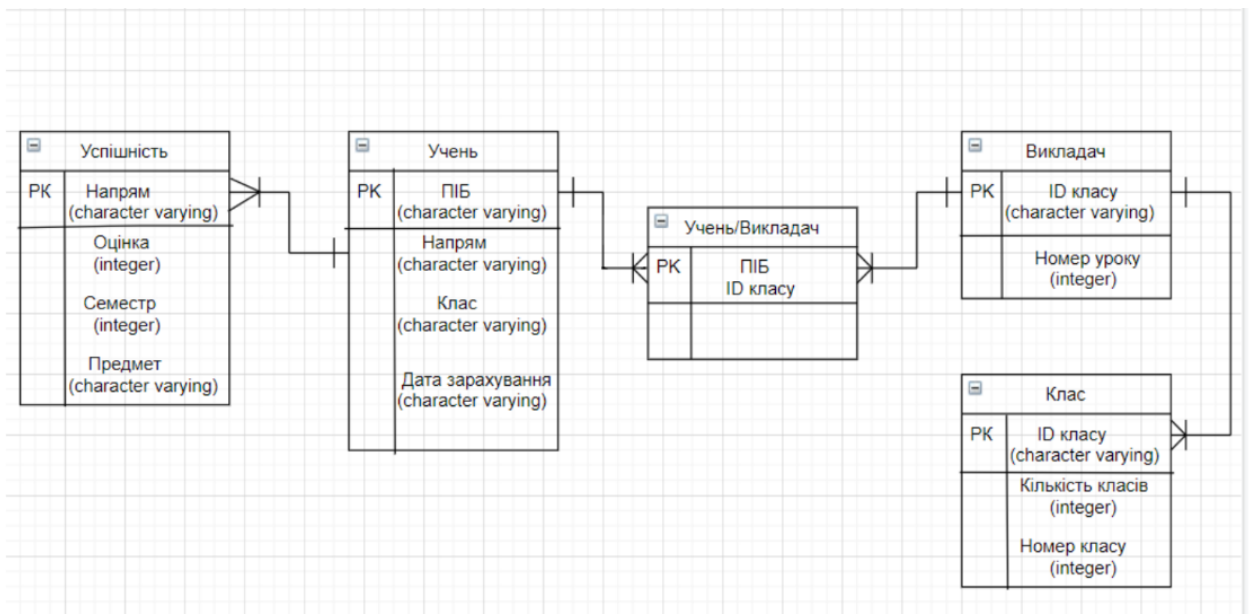 Успішність
PK Напрям
(character varying)
Оцінка
(integer)
Семестр
(integer)
Предмет
(character varying)
Учень
PK ПІБ
(character varying)
Напрям
(character varying)
Клас
(character varying)
Дата зарахування
(character varying)
Учень/Викладач
PK ПІБ
ID класу
Викладач
PK ID класу
(character varying)
Номер уроку
(integer)
Клас
PK ID класу
(character varying)
Кількість класів
(integer)
Номер класу
(integer)